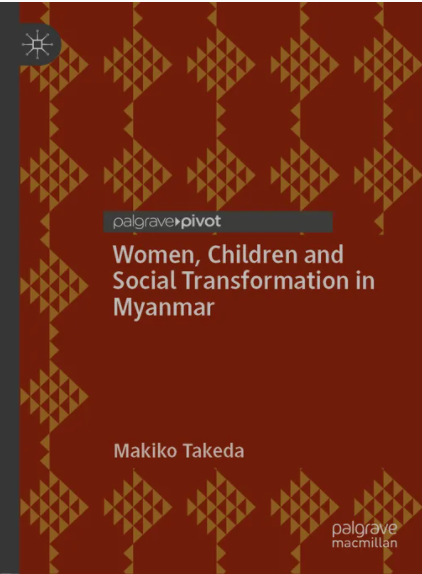 palgrave▸pivot
Women, Children and
Social Transformation in
Myanmar
Makiko Takeda
palgrave
macmillan